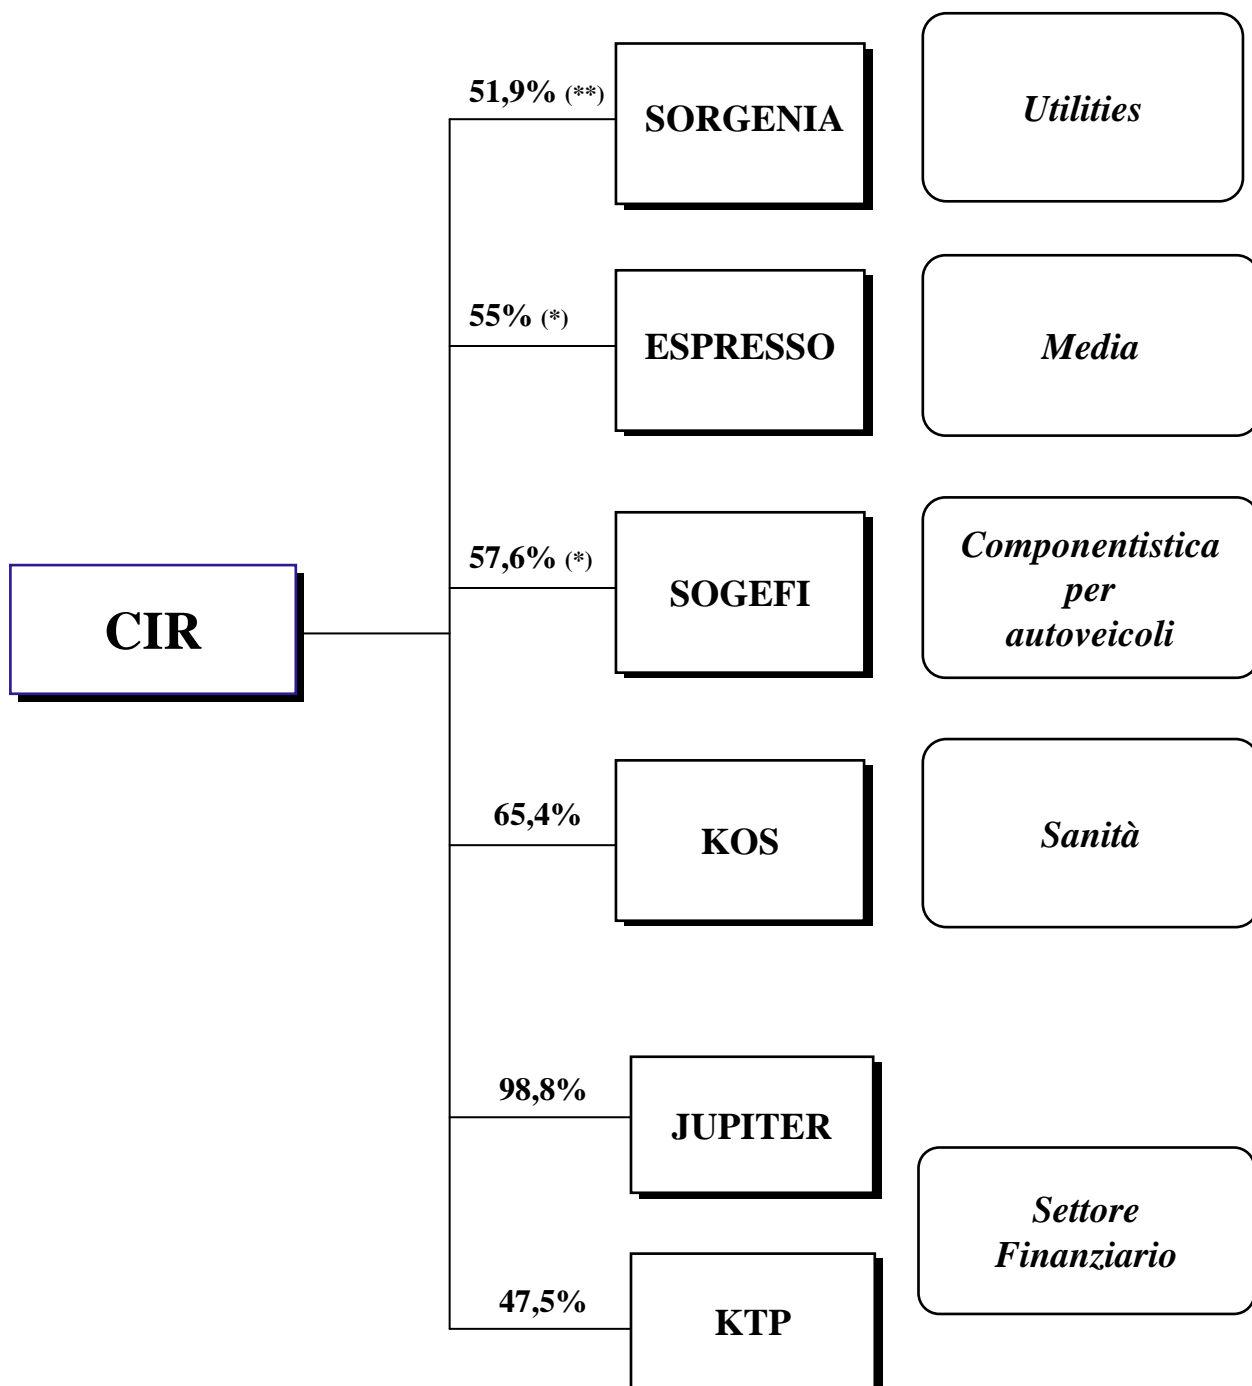 51,9% (**)
SORGENIA
Utilities
55% (*)
ESPRESSO
Media
57,6% (*)
SOGEFI
Componentistica
per
autoveicoli
CIR
65,4%
KOS
Sanità
98,8%
JUPITER
Settore
Finanziario
47,5%
KTP